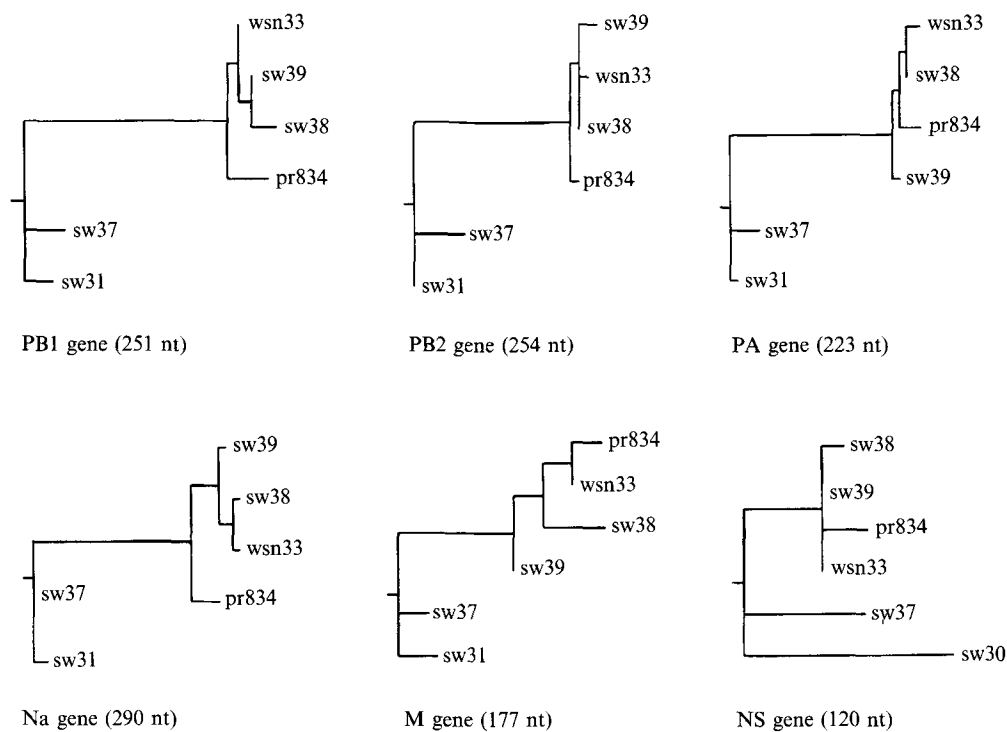 wsn33
sw39
sw38
pr834
sw37
sw31
PB1 gene (251 nt)
sw39
wsn33
sw38
pr834
sw37
sw31
PB2 gene (254 nt)
wsn33
sw38
pr834
sw39
sw37
sw31
PA gene (223 nt)
sw39
sw38
wsn33
sw37
pr834
sw31
Na gene (290 nt)
pr834
wsn33
sw38
sw39
sw37
sw31
M gene (177 nt)
sw38
sw39
pr834
wsn33
sw37
sw30
NS gene (120 nt)